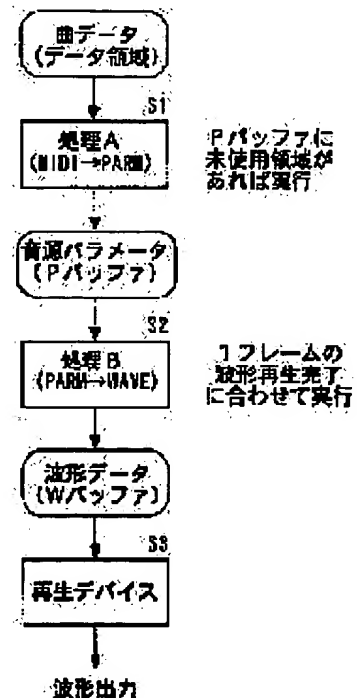 曲データ
(データ領域)
S1
処理A
(MIDI→PARM)
Pバッファに
未使用領域が
あれば実行
音源パラメータ
(Pバッファ)
S2
処理B
(PARM→WAVE)
1フレームの
波形再生完了
に合わせて実行
波形データ
(Wバッファ)
S3
再生デバイス
波形出力